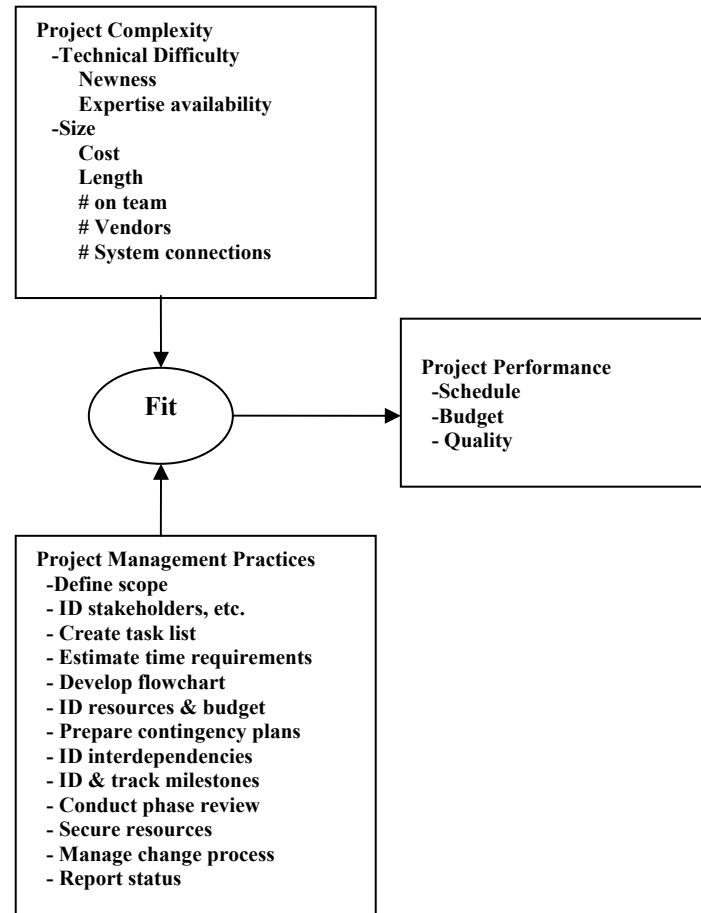 Project Complexity
-Technical Difficulty
Newness
Expertise availability
-Size
Cost
Length
# on team
# Vendors
# System connections
Fit
Project Performance
-Schedule
-Budget
- Quality
Project Management Practices
-Define scope
- ID stakeholders, etc.
- Create task list
- Estimate time requirements
- Develop flowchart
- ID resources & budget
- Prepare contingency plans
- ID interdependencies
- ID & track milestones
- Conduct phase review
- Secure resources
- Manage change process
- Report status